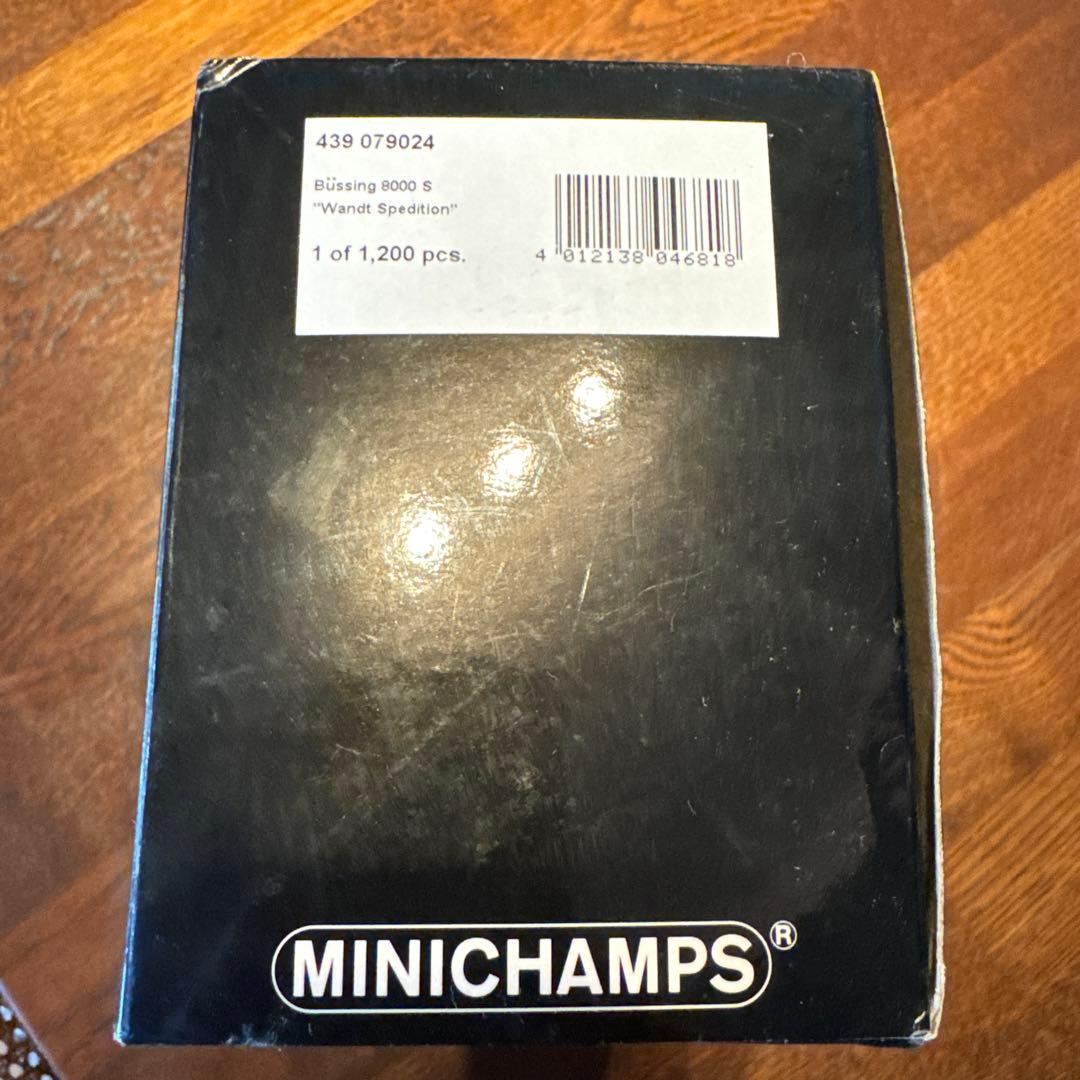 439 079024
Büssing 8000 S
"Wandt Spedition"
1 of 1,200 pcs.
4 012138 046818
MINICHAMPS®